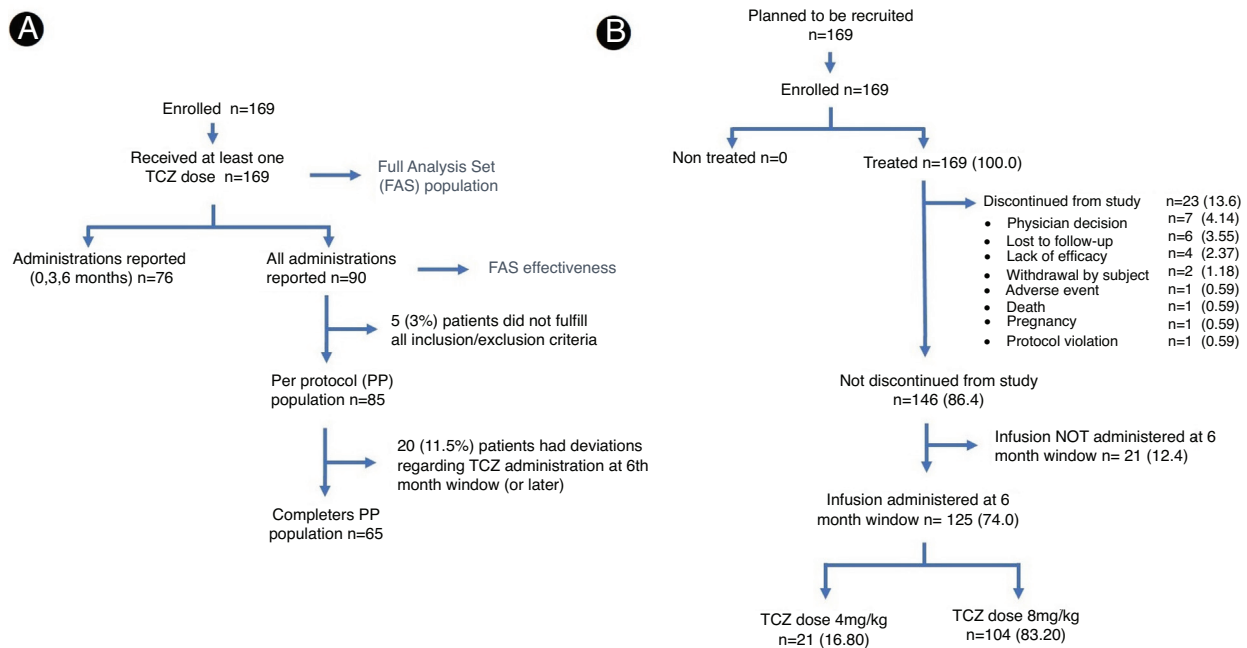 A
Enrolled n=169
Received at least one
TCZ dose n=169
Full Analysis Set
(FAS) population
Administrations reported
(0,3,6 months) n=76
All administrations
reported n=90
FAS effectiveness
5 (3%) patients did not fulfill
all inclusion/exclusion criteria
Per protocol (PP)
population n=85
20 (11.5%) patients had deviations
regarding TCZ administration at 6th
month window (or later)
Completers PP
population n=65
B
Planned to be recruited
n=169
Enrolled n=169
Non treated n=0
Treated n=169 (100.0)
Discontinued from study n=23 (13.6)
• Physician decision n=7 (4.14)
• Lost to follow-up n=6 (3.55)
• Lack of efficacy n=4 (2.37)
• Withdrawal by subject n=2 (1.18)
• Adverse event n=1 (0.59)
• Death n=1 (0.59)
• Pregnancy n=1 (0.59)
• Protocol violation n=1 (0.59)
Not discontinued from study
n=146 (86.4)
Infusion NOT administered at 6
month window n= 21 (12.4)
Infusion administered at 6
month window n= 125 (74.0)
TCZ dose 4mg/kg
n=21 (16.80)
TCZ dose 8mg/kg
n=104 (83.20)